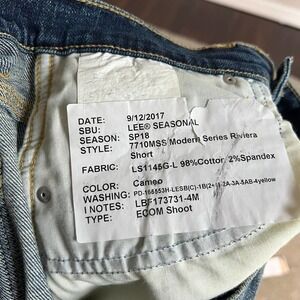 DATE: 9/12/2017
SBU: LEE® SEASONAL
SEASON: SP18
STYLE: 7710MSS Modern Series Riviera
Short
FABRIC: LS1145G-L 98%Cotton 2%Spandex
COLOR: Cameo
WASHING:
I NOTES: LBF173731-4M
TYPE: ECOM Shoot